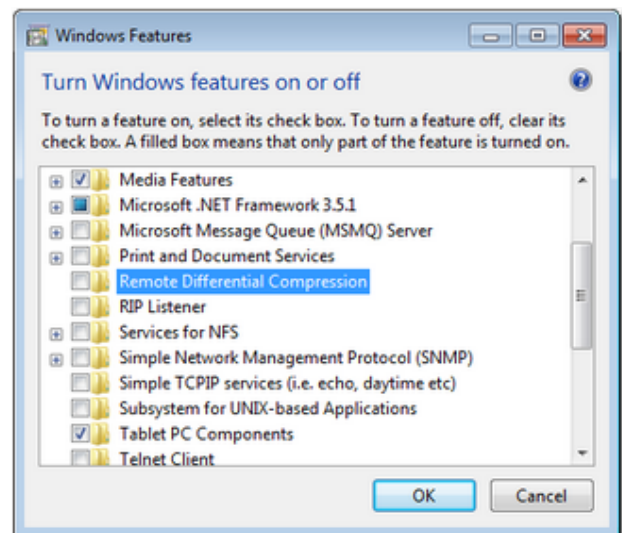 Windows Features
Turn Windows features on or off
To turn a feature on, select its check box. To turn a feature off, clear its
check box. A filled box means that only part of the feature is turned on.
Media Features
Microsoft .NET Framework 3.5.1
Microsoft Message Queue (MSMQ) Server
Print and Document Services
Remote Differential Compression
RIP Listener
Services for NFS
Simple Network Management Protocol (SNMP)
Simple TCPIP services (i.e. echo, daytime etc)
Subsystem for UNIX-based Applications
Tablet PC Components
Telnet Client
OK Cancel